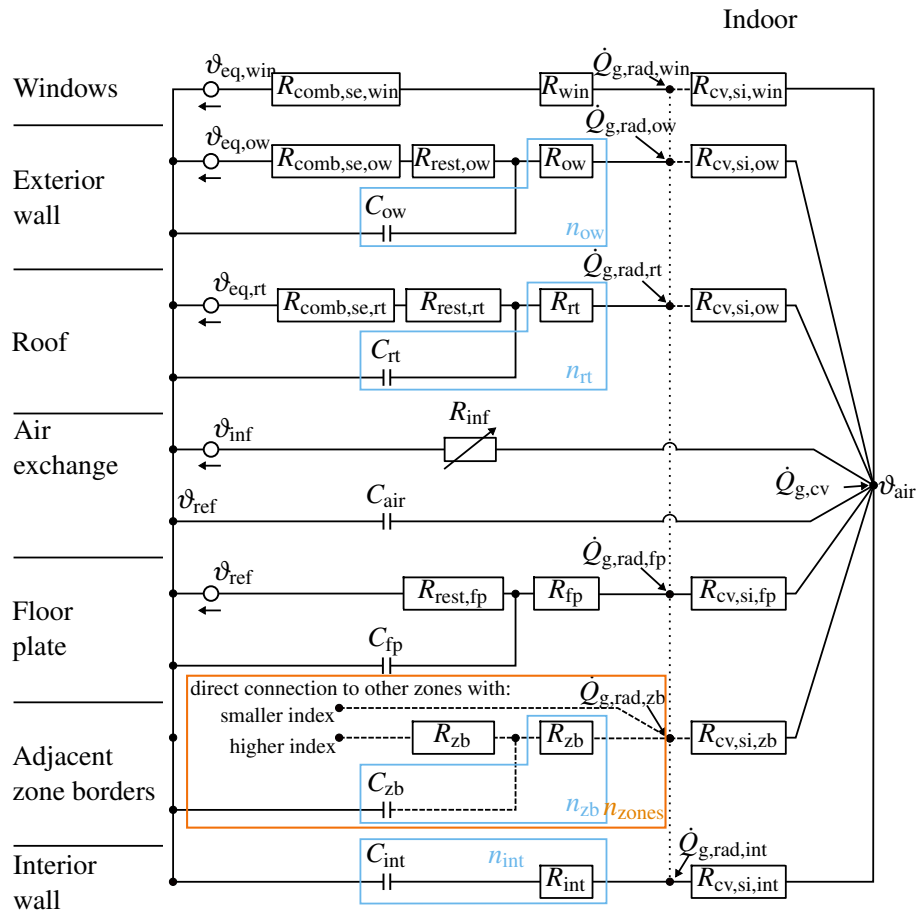 Indoor
Windows
ϑeq,win
Rcomb,se,win
Rwin
Q̇g,rad,win
Rcv,si,win
Exterior
wall
ϑeq,ow
Rcomb,se,ow
Rrest,ow
Row
Q̇g,rad,ow
Rcv,si,ow
Cow
now
Roof
ϑeq,rt
Rcomb,se,rt
Rrest,rt
Rrt
Q̇g,rad,rt
Rcv,si,ow
Crt
nrt
Air
exchange
ϑinf
Rinf
ϑref
Cair
Q̇g,cv
ϑair
Floor
plate
ϑref
Rrest,fp
Rfp
Q̇g,rad,fp
Rcv,si,fp
Cfp
Adjacent
zone borders
direct connection to other zones with:
smaller index
higher index
Rzb
Rzb
Q̇g,rad,zb
Rcv,si,zb
Czb
nzb
nzones
Interior
wall
Cint
nint
Rint
Q̇g,rad,int
Rcv,si,int